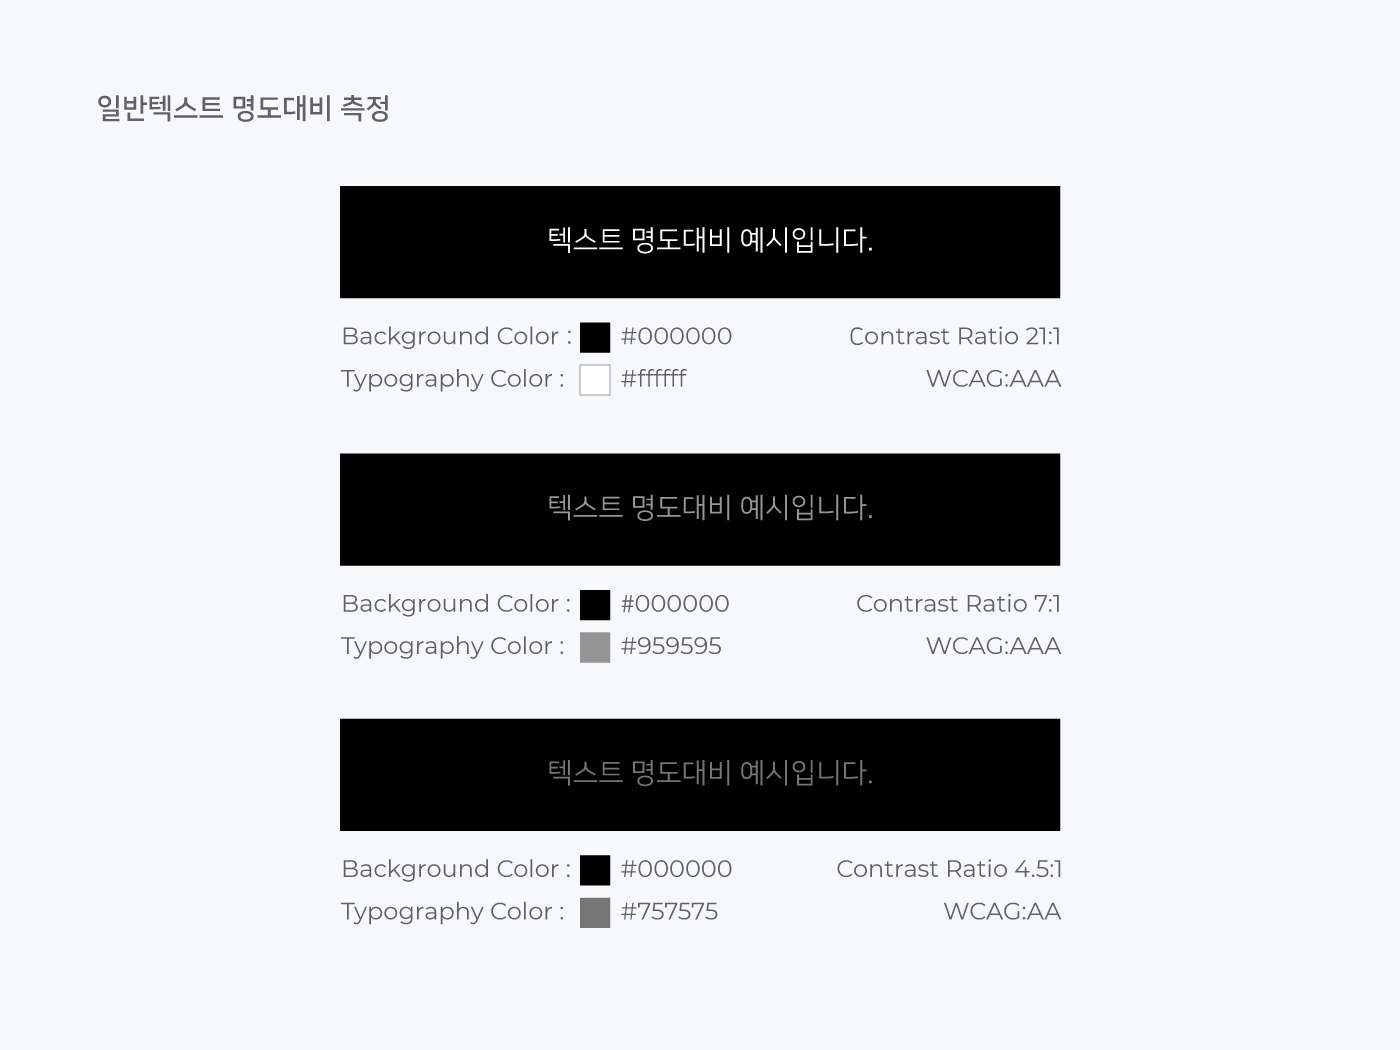 일반텍스트 명도대비 측정
텍스트 명도대비 예시입니다.
Background Color : #000000 Contrast Ratio 21:1
Typography Color : #ffffff WCAG:AAA
텍스트 명도대비 예시입니다.
Background Color : #000000 Contrast Ratio 7:1
Typography Color : #959595 WCAG:AAA
텍스트 명도대비 예시입니다.
Background Color : #000000 Contrast Ratio 4.5:1
Typography Color : #757575 WCAG:AA